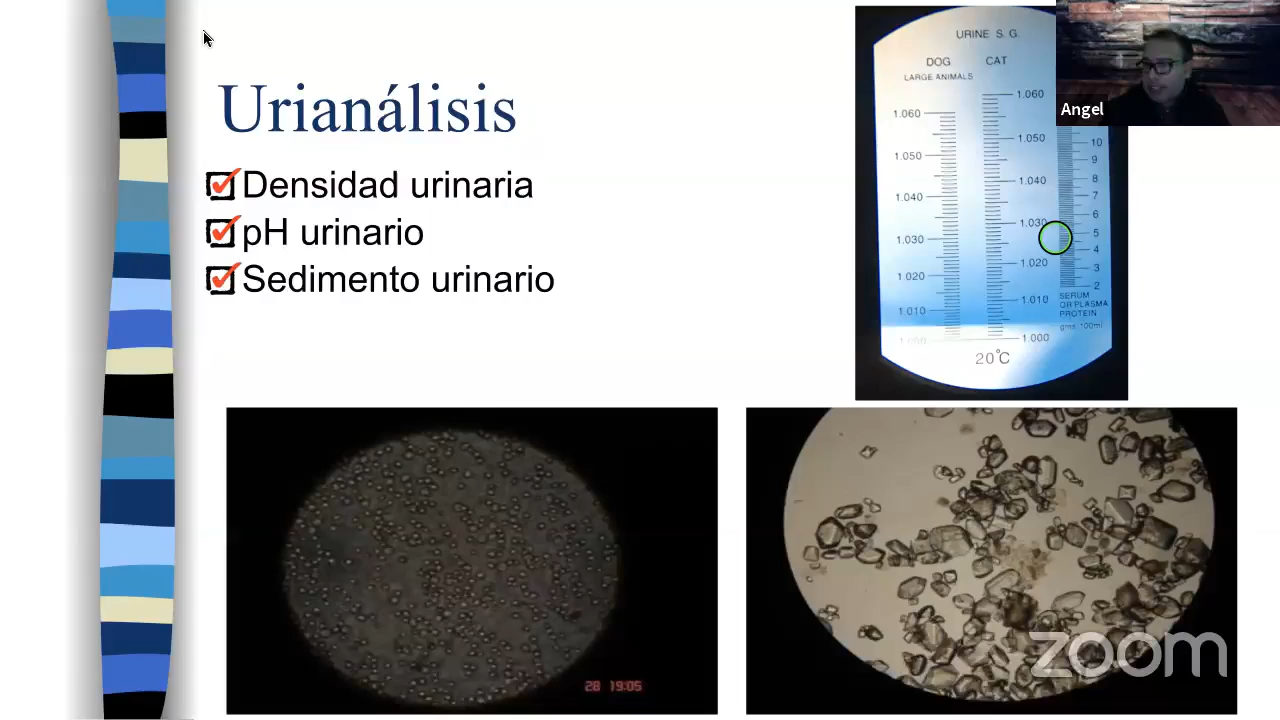 Urianálisis
Densidad urinaria
pH urinario
Sedimento urinario
URINE S. G.
DOG
CAT
LARGE ANIMALS
1.060
1.050
1.040
1.030
1.020
1.010
1.000
1.060
1.050
1.040
1.030
1.020
1.010
1.000
10
9
8
7
6
5
4
3
2
SERUM
OR PLASMA
PROTEIN
gms 100ml
20°C
Angel
28 19:05
zoom